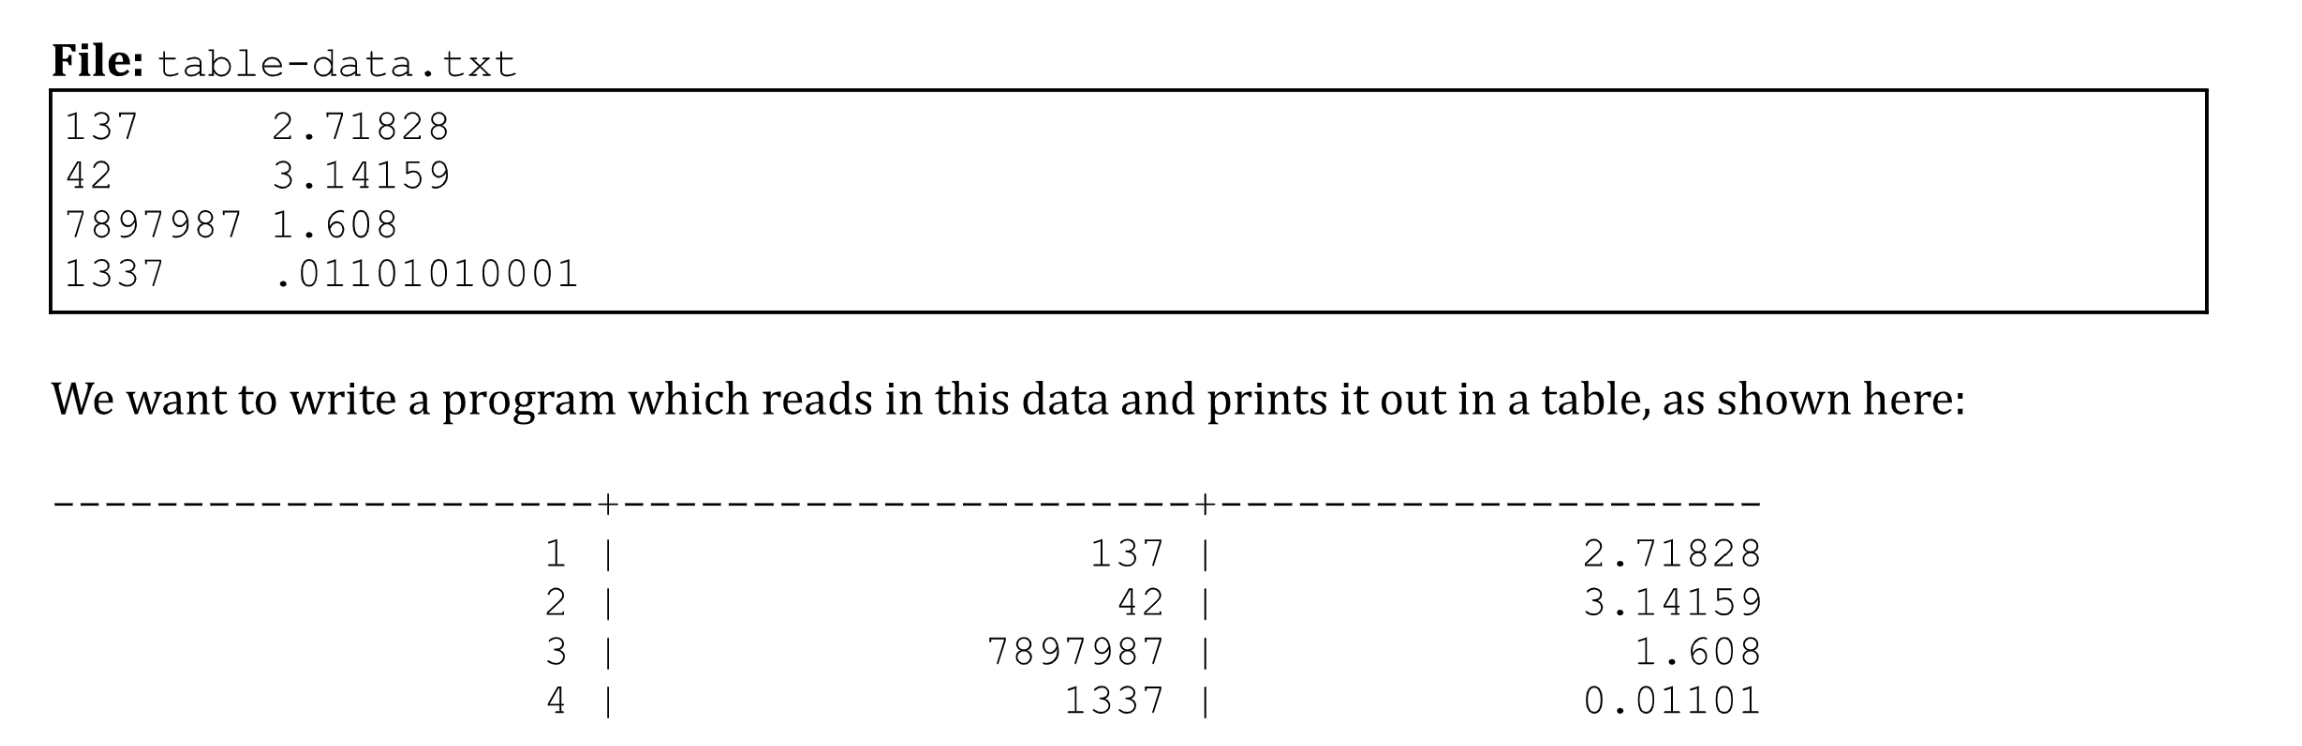 File: table-data.txt
137     2.71828
42      3.14159
7897987 1.608
1337    .01101010001
We want to write a program which reads in this data and prints it out in a table, as shown here:
---------------------+----------------------+---------------------
                   1 |                  137 |              2.71828
                   2 |                   42 |              3.14159
                   3 |              7897987 |                1.608
                   4 |                 1337 |              0.01101